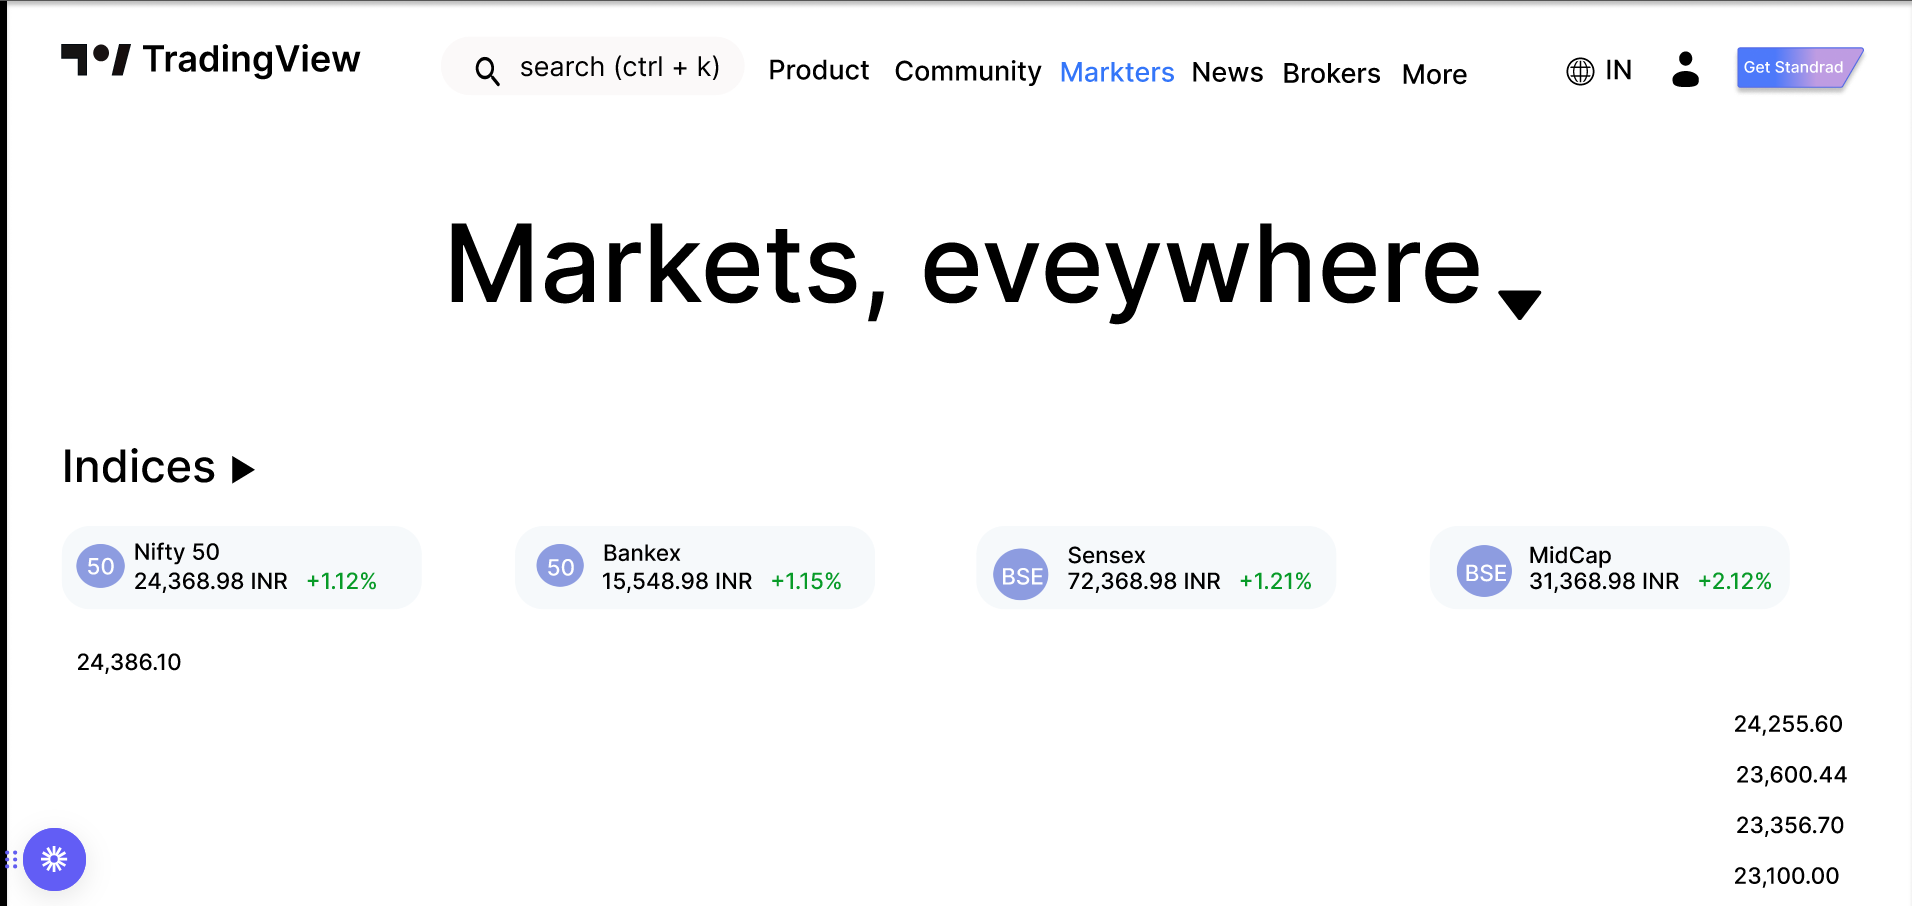 TradingView
search (ctrl + k)
Product
Community
Markters
News
Brokers
More
IN
Get Standrad
Markets, eveywhere
Indices
50
Nifty 50
24,368.98 INR +1.12%
50
Bankex
15,548.98 INR +1.15%
BSE
Sensex
72,368.98 INR +1.21%
BSE
MidCap
31,368.98 INR +2.12%
24,386.10
24,255.60
23,600.44
23,356.70
23,100.00